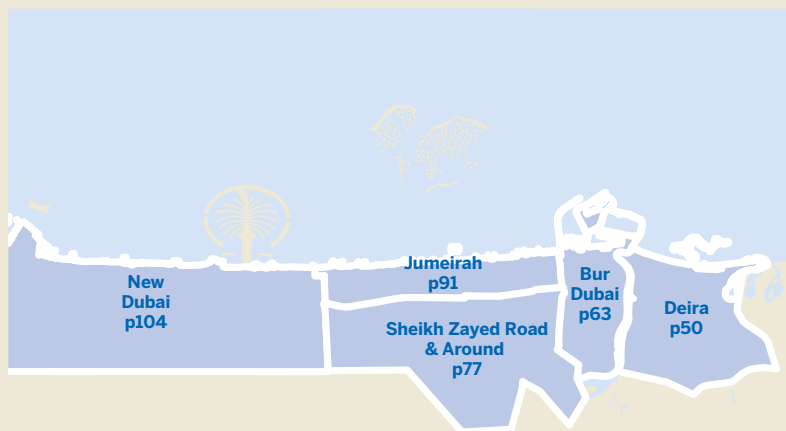 New
Dubai
p104
Jumeirah
p91
Sheikh Zayed Road
& Around
p77
Bur
Dubai
p63
Deira
p50